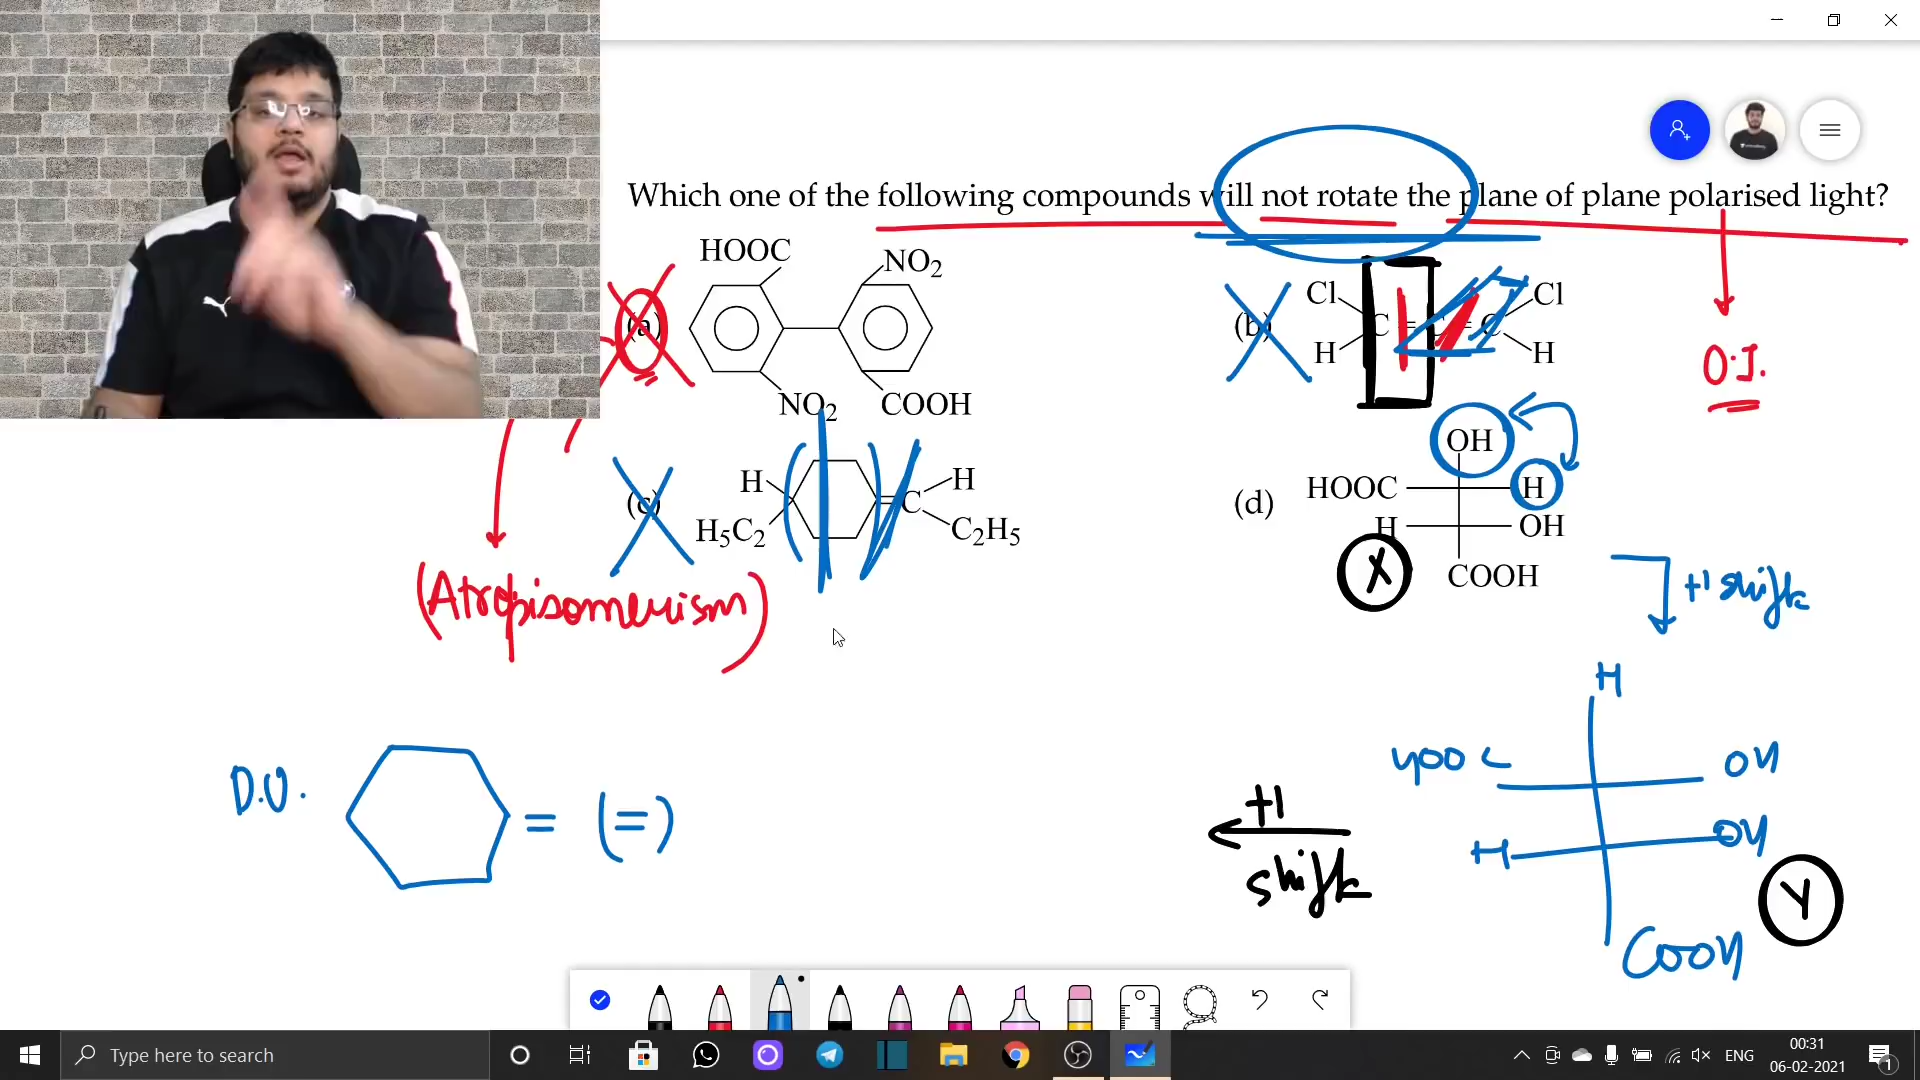 Which one of the following compounds will not rotate the plane of plane polarised light?
(a)
HOOC
NO2
NO2
COOH
(b)
Cl
H
C = C = C
Cl
H
O.I.
(c)
H
H5C2
C
H
C2H5
(d)
OH
HOOC
H
H
OH
COOH
X
(Atropisomerism)
+1 shift
H
HOOC
OH
H
OH
COOH
Y
+1
shift
D.U.
= (=)
Type here to search
ENG
00:31
06-02-2021
1